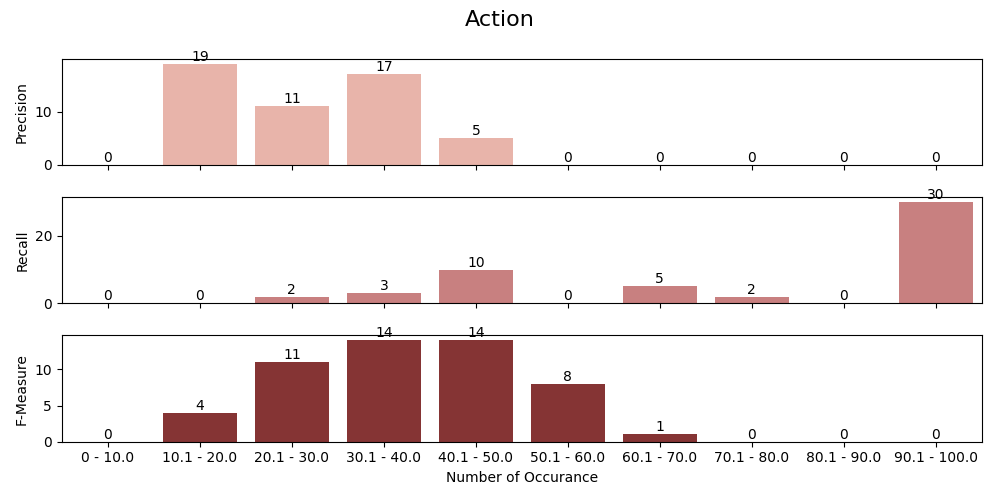 Action
Precision
10
0
0 19 11 17 5 0 0 0 0 0
Recall
20
0
0 0 2 3 10 0 5 2 0 30
F-Measure
10
5
0
0 4 11 14 14 8 1 0 0 0
0 - 10.0 10.1 - 20.0 20.1 - 30.0 30.1 - 40.0 40.1 - 50.0 50.1 - 60.0 60.1 - 70.0 70.1 - 80.0 80.1 - 90.0 90.1 - 100.0
Number of Occurance